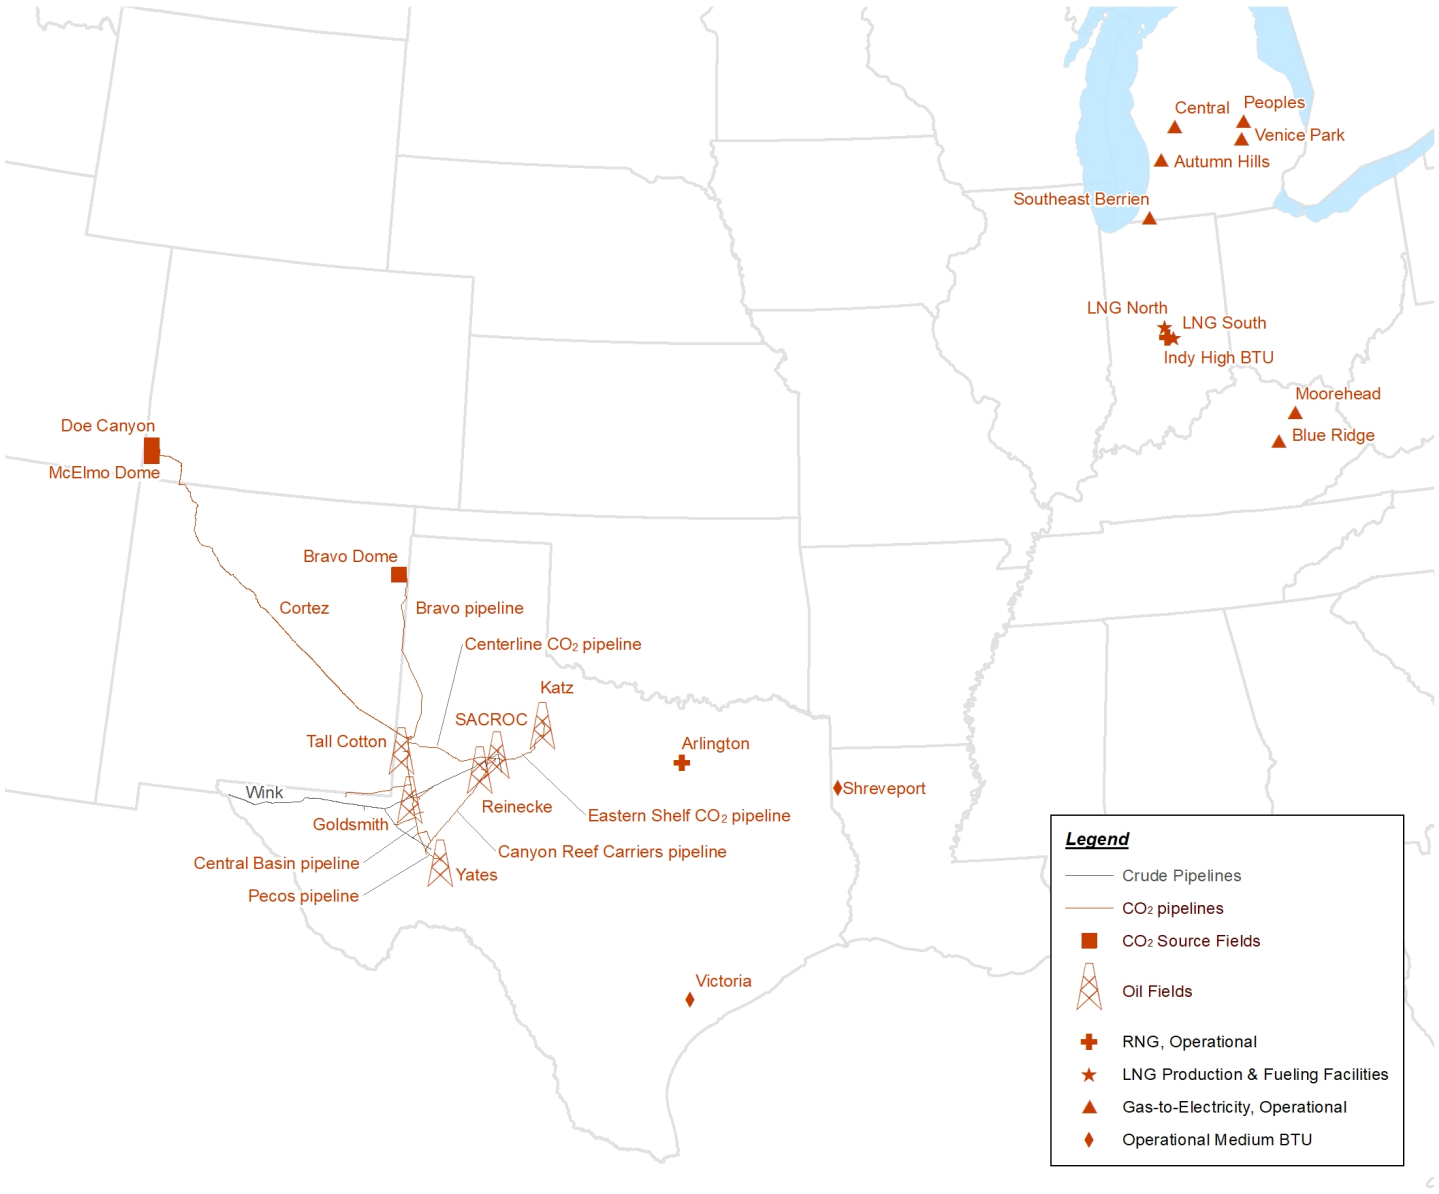 Central
Peoples
Venice Park
Autumn Hills
Southeast Berrien
LNG North
LNG South
Indy High BTU
Moorehead
Blue Ridge
Doe Canyon
McElmo Dome
Bravo Dome
Cortez
Bravo pipeline
Centerline CO₂ pipeline
Katz
SACROC
Tall Cotton
Arlington
Wink
Shreveport
Reinecke
Goldsmith
Eastern Shelf CO₂ pipeline
Canyon Reef Carriers pipeline
Central Basin pipeline
Yates
Pecos pipeline
Victoria
Legend
Crude Pipelines
CO₂ pipelines
CO₂ Source Fields
Oil Fields
RNG, Operational
LNG Production & Fueling Facilities
Gas-to-Electricity, Operational
Operational Medium BTU